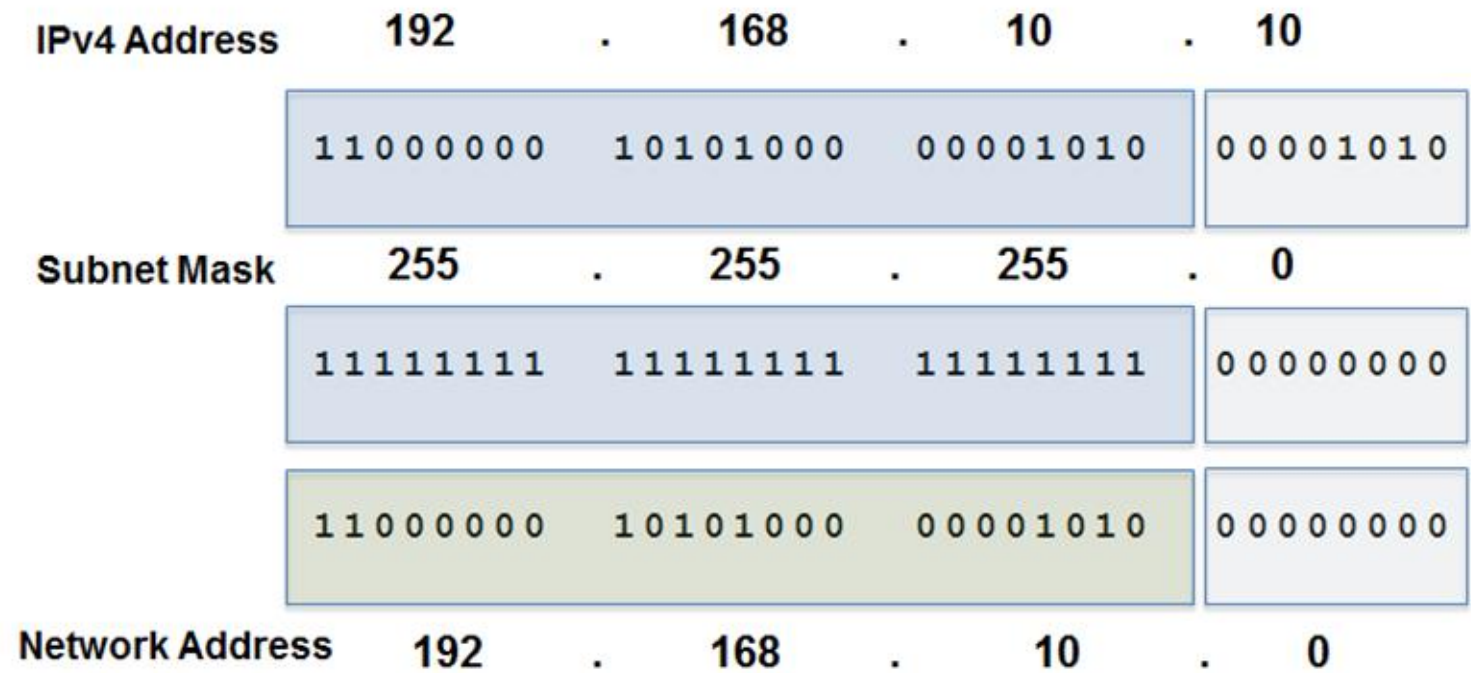 IPv4 Address 192 . 168 . 10 . 10
11000000 10101000 00001010 00001010
Subnet Mask 255 . 255 . 255 . 0
11111111 11111111 11111111 00000000
11000000 10101000 00001010 00000000
Network Address 192 . 168 . 10 . 0